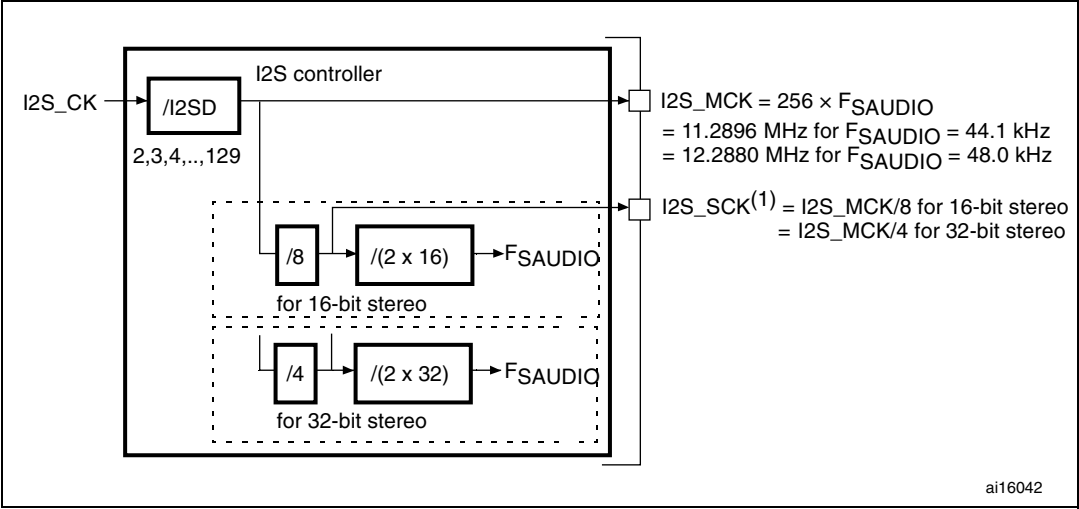 I2S controller
I2S_CK
/I2SD
2,3,4,..,129
I2S_MCK = 256 × FSAUDIO
= 11.2896 MHz for FSAUDIO = 44.1 kHz
= 12.2880 MHz for FSAUDIO = 48.0 kHz
I2S_SCK(1) = I2S_MCK/8 for 16-bit stereo
= I2S_MCK/4 for 32-bit stereo
/8
/(2 x 16)
FSAUDIO
for 16-bit stereo
/4
/(2 x 32)
FSAUDIO
for 32-bit stereo
ai16042